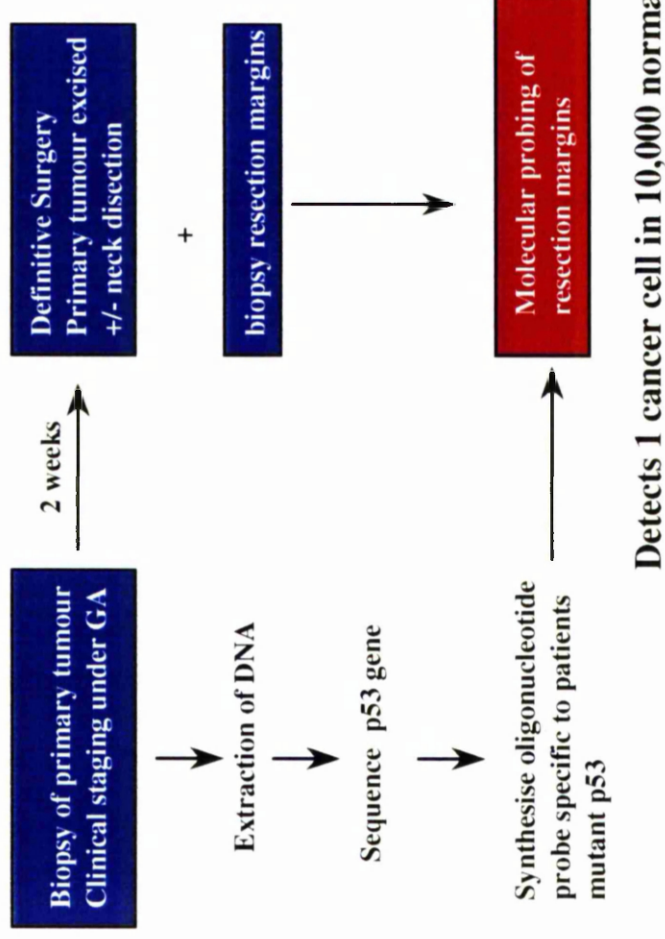 Biopsy of primary tumour
Clinical staging under GA
2 weeks
Definitive Surgery
Primary tumour excised
+/- neck disection
+
biopsy resection margins
Extraction of DNA
Sequence p53 gene
Synthesise oligonucleotide
probe specific to patients
mutant p53
Molecular probing of
resection margins
Detects 1 cancer cell in 10,000 norma